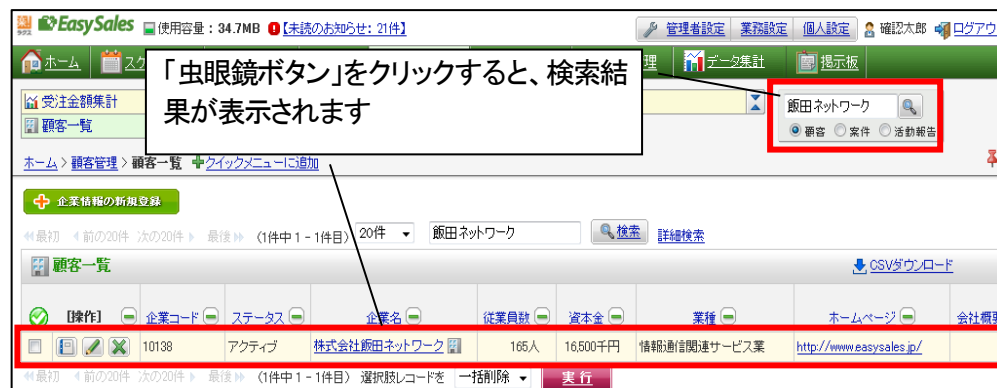 ラクス EasySales 使用容量：34.7MB 【未読のお知らせ：21件】 管理者設定 業務設定 個人設定 確認太郎 ログアウ
ホーム スケ 理 データ集計 掲示板
「虫眼鏡ボタン」をクリックすると、検索結
果が表示されます
受注金額集計 飯田ネットワーク
顧客一覧 顧客 案件 活動報告
ホーム > 顧客管理 > 顧客一覧 クイックメニューに追加
企業情報の新規登録
最初 前の20件 次の20件 最後 (1件中 1 - 1件目) 20件 飯田ネットワーク 検索 詳細検索
顧客一覧 CSVダウンロード
[操作] 企業コード ステータス 企業名 従業員数 資本金 業種 ホームページ 会社概要
10138 アクティブ 株式会社飯田ネットワーク 165人 16,500千円 情報通信関連サービス業 http://www.easysales.jp/
最初 前の20件 次の20件 最後 (1件中 1 - 1件目) 選択肢レコードを 一括削除 実行